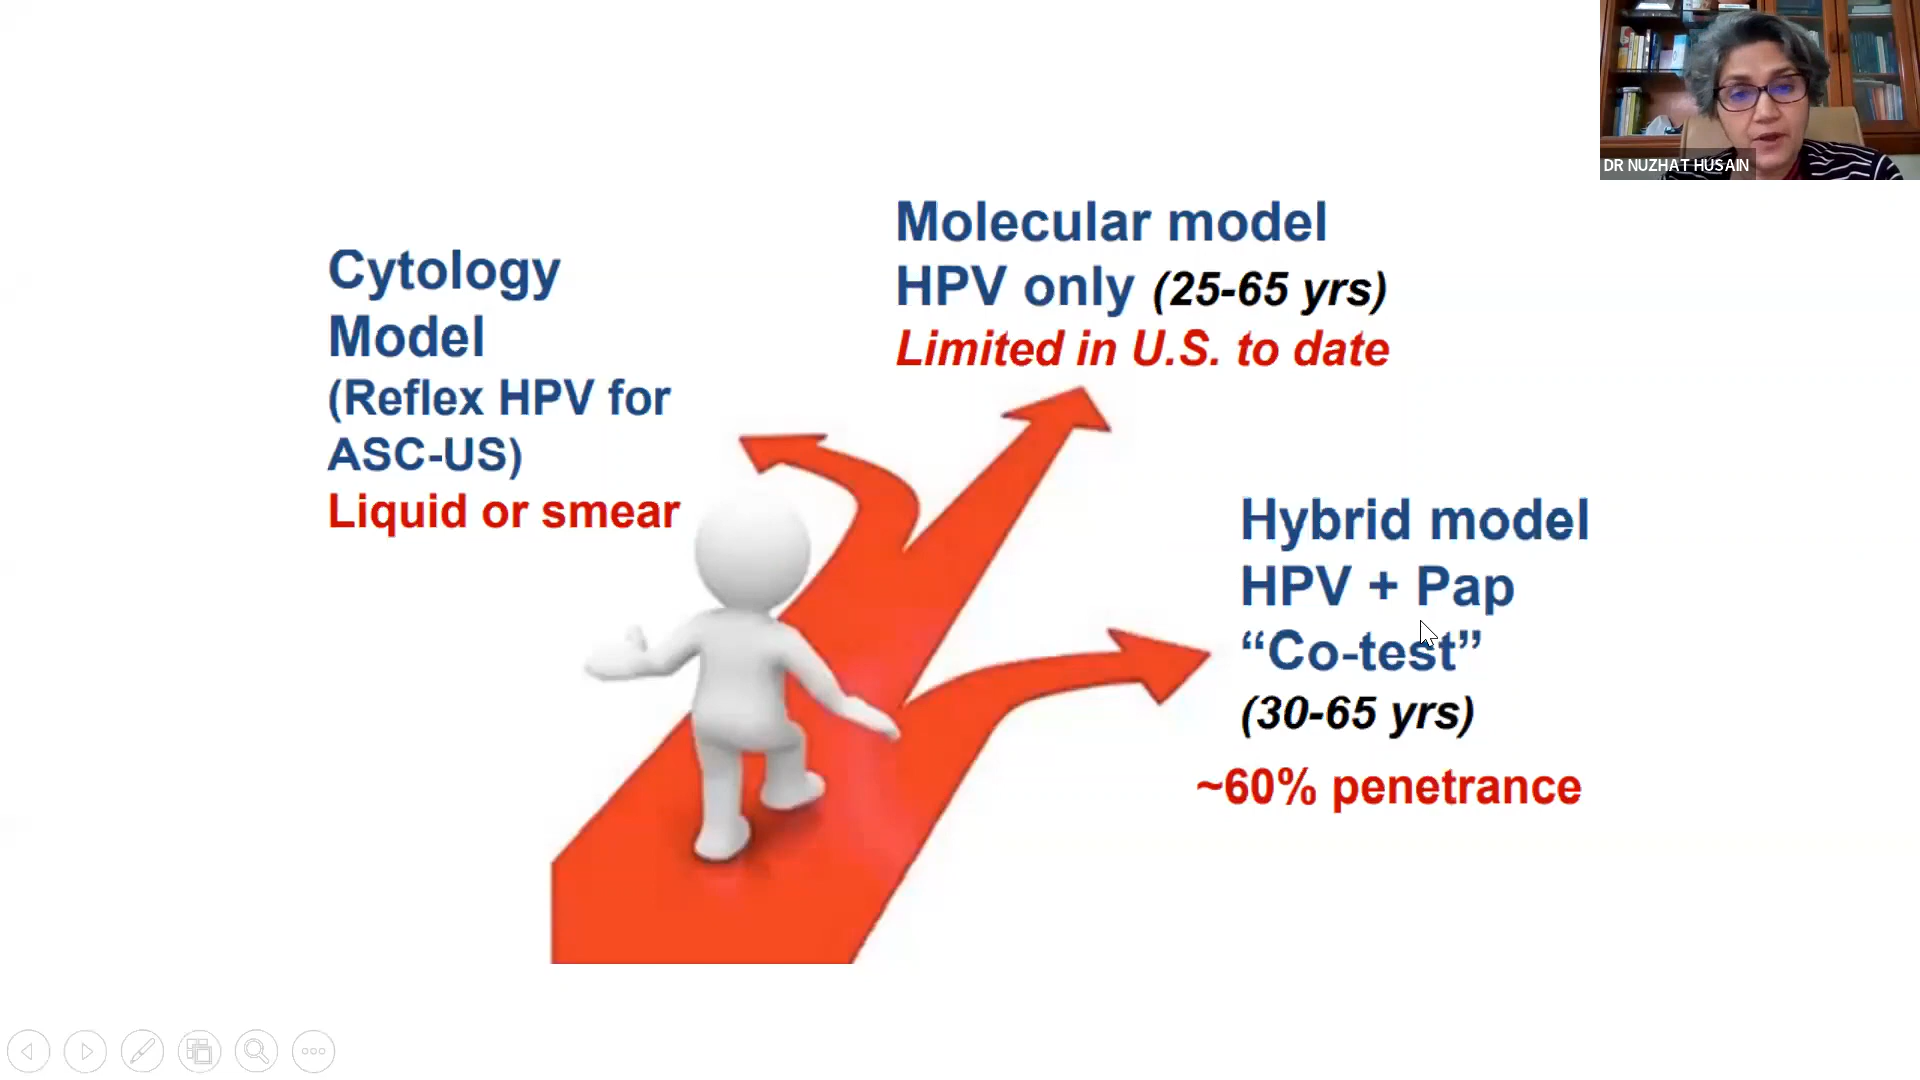 DR NUZHAT HUSAIN
Cytology
Model
(Reflex HPV for
ASC-US)
Liquid or smear
Molecular model
HPV only (25-65 yrs)
Limited in U.S. to date
Hybrid model
HPV + Pap
“Co-test”
(30-65 yrs)
~60% penetrance